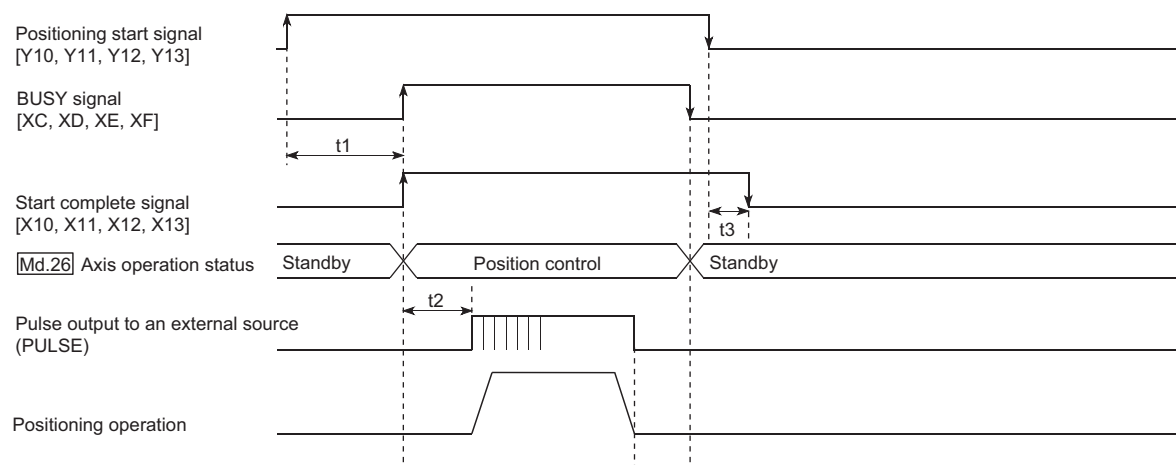 Positioning start signal
[Y10, Y11, Y12, Y13]
BUSY signal
[XC, XD, XE, XF]
t1
Start complete signal
[X10, X11, X12, X13]
t3
Md.26 Axis operation status
Standby
Position control
Standby
t2
Pulse output to an external source
(PULSE)
Positioning operation